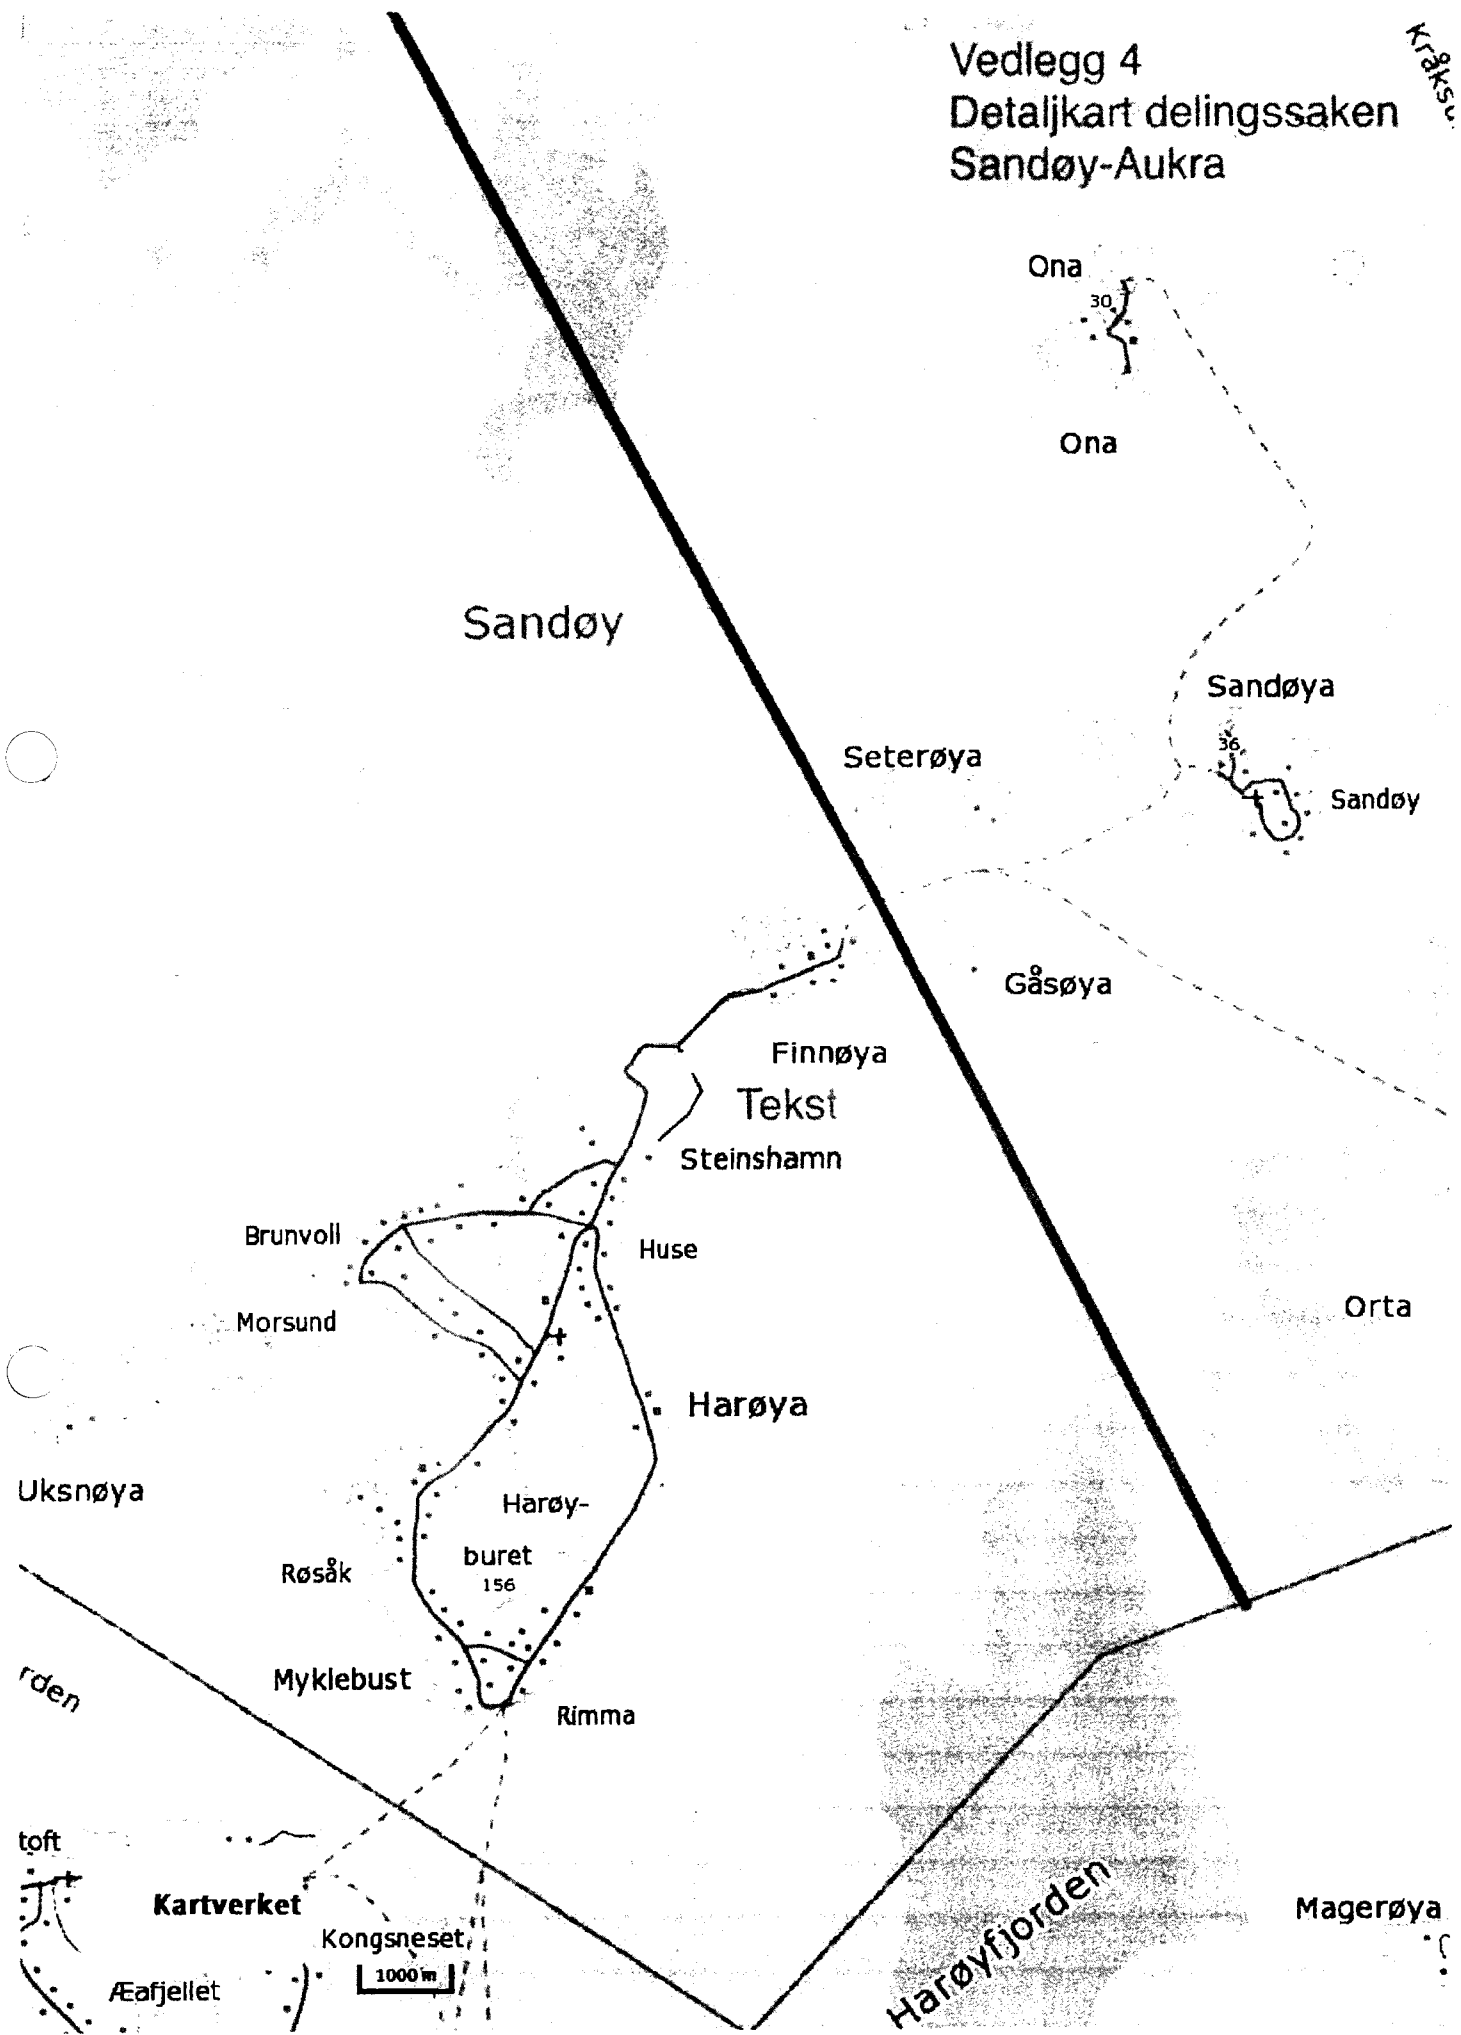 Vedlegg 4
Detaljkart delingssaken
Sandøy-Aukra
Ona
30
Ona
Sandøy
Sandøya
36
Seterøya
Sandøy
Gåsøya
Finnøya
Tekst
Steinshamn
Brunvoll
Huse
Orta
Morsund
Harøya
Uksnøya
Harøy-
buret
156
Røsåk
Myklebust
rden
Rimma
toft
Kartverket
Kongsneset
1000 m
Æafjellet
Harøyfjorden
Magerøya